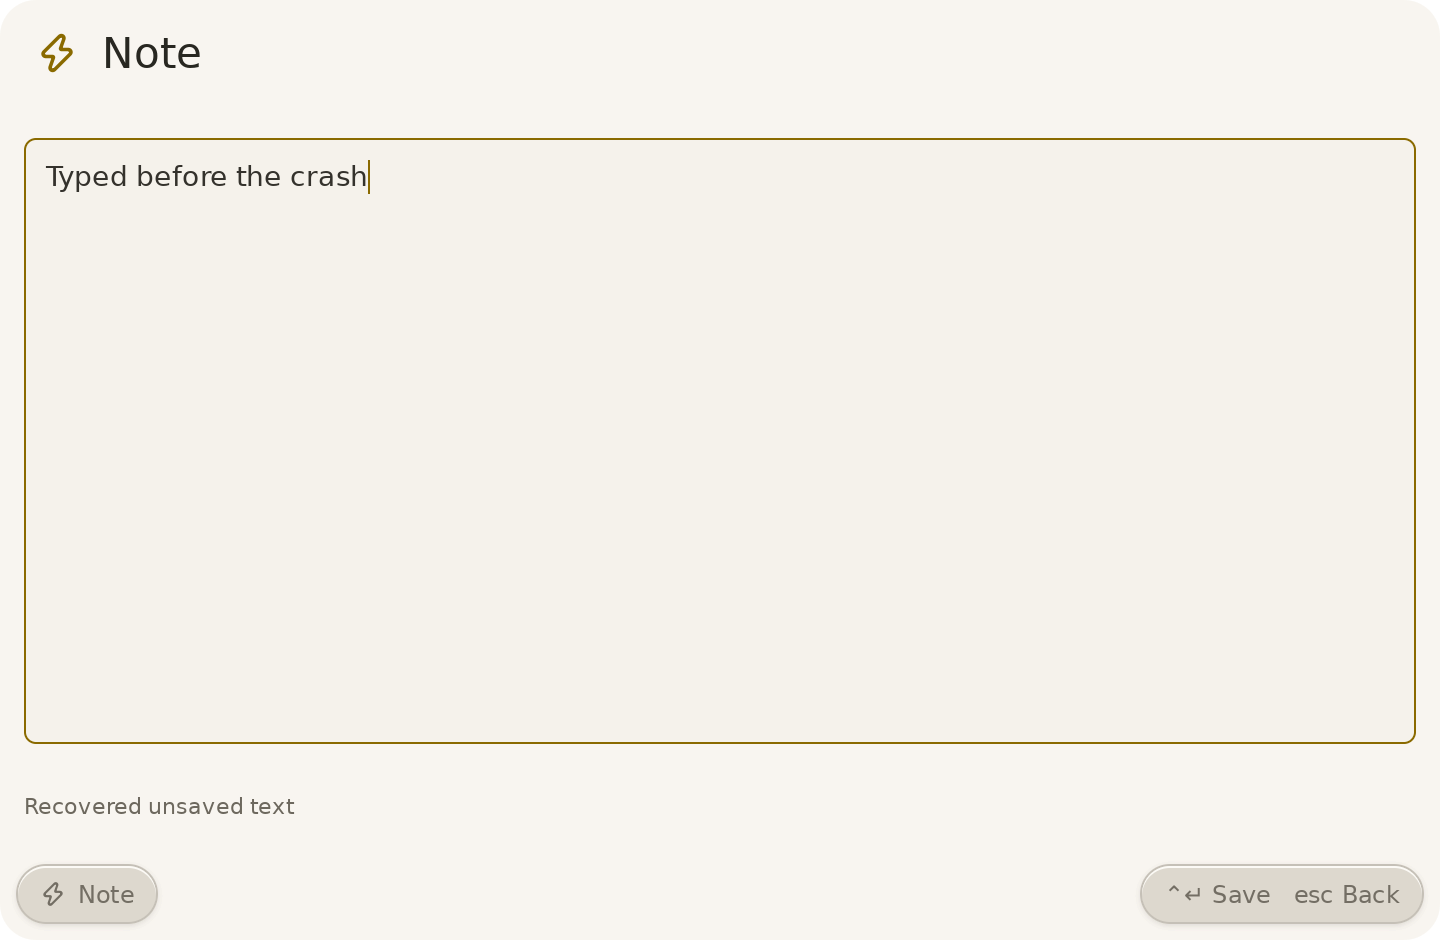 Note
Typed before the crash
Recovered unsaved text
Note
^↵ Save esc Back